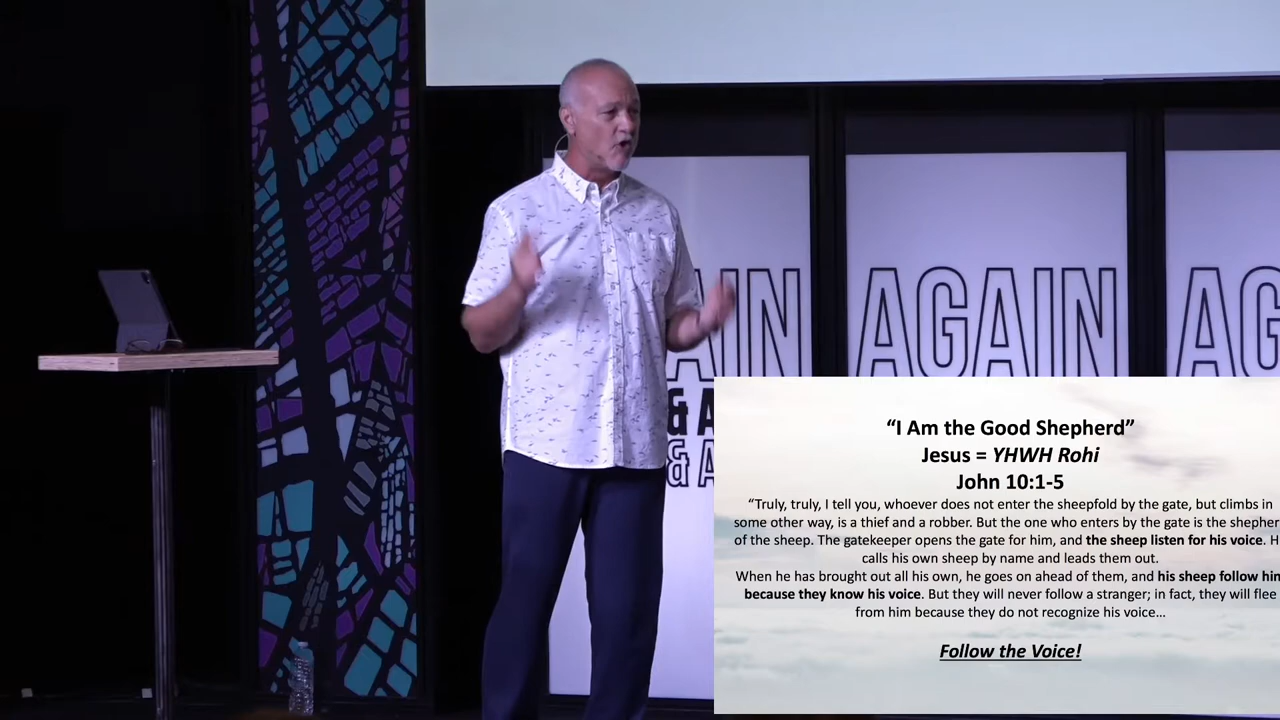 AIN
AGAIN
AG
& A
& A
“I Am the Good Shepherd”
Jesus = YHWH Rohi
John 10:1-5
“Truly, truly, I tell you, whoever does not enter the sheepfold by the gate, but climbs in
some other way, is a thief and a robber. But the one who enters by the gate is the shepher
of the sheep. The gatekeeper opens the gate for him, and the sheep listen for his voice. H
calls his own sheep by name and leads them out.
When he has brought out all his own, he goes on ahead of them, and his sheep follow him
because they know his voice. But they will never follow a stranger; in fact, they will flee
from him because they do not recognize his voice…
Follow the Voice!